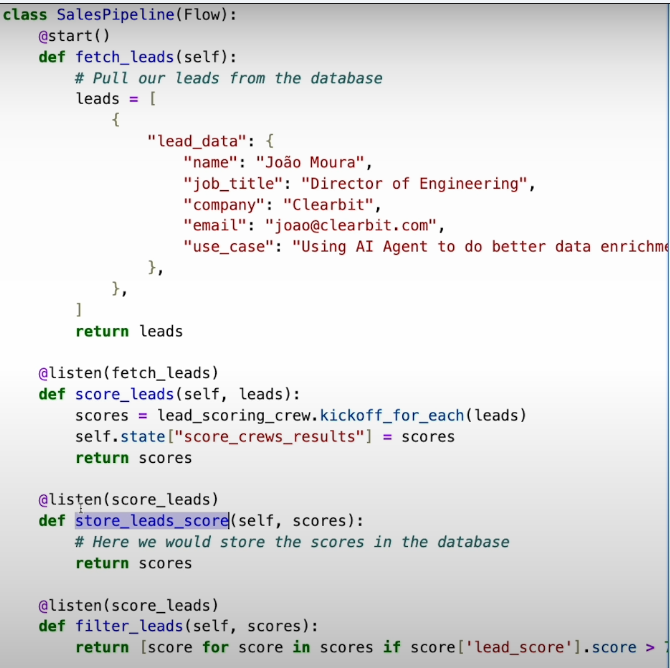 class SalesPipeline(Flow):
    @start()
    def fetch_leads(self):
        # Pull our leads from the database
        leads = [
            {
                "lead_data": {
                    "name": "João Moura",
                    "job_title": "Director of Engineering",
                    "company": "Clearbit",
                    "email": "joao@clearbit.com",
                    "use_case": "Using AI Agent to do better data
                },
            },
        ]
        return leads
    @listen(fetch_leads)
    def score_leads(self, leads):
        scores = lead_scoring_crew.kickoff_for_each(leads)
        self.state["score_crews_results"] = scores
        return scores
    @listen(score_leads)
    def store_leads_score(self, scores):
        # Here we would store the scores in the database
        return scores
    @listen(score_leads)
    def filter_leads(self, scores):
        return [score for score in scores if score['lead_score'].score >